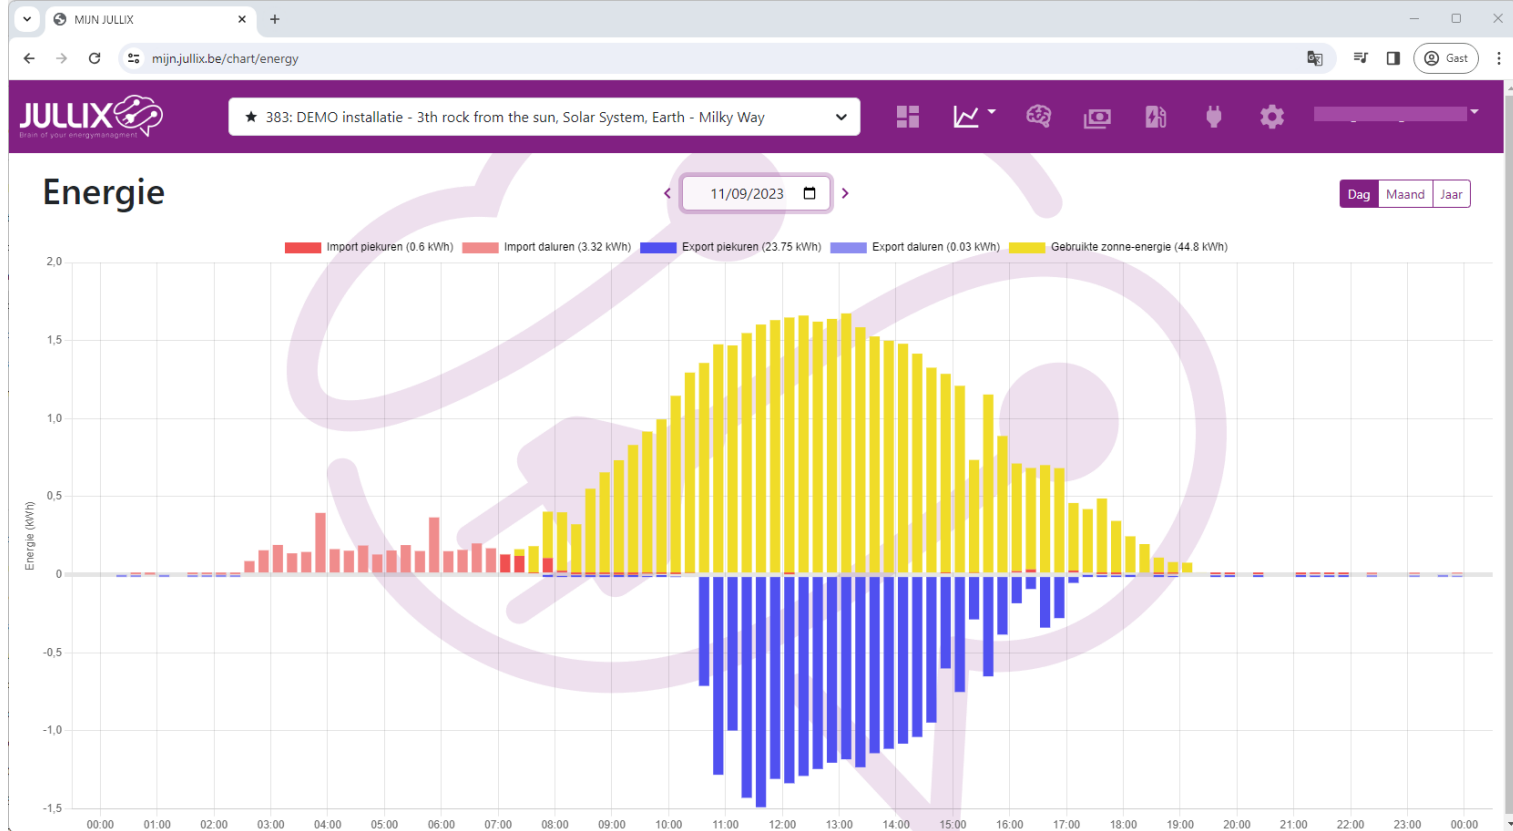 MIJN JULLIX
mijn.jullix.be/chart/energy
Gast
JULLIX
Brain of your energymanagment
★ 383: DEMO installatie - 3th rock from the sun, Solar System, Earth - Milky Way
Energie
11/09/2023
Dag Maand Jaar
Import piekuren (0.6 kWh) Import daluren (3.32 kWh) Export piekuren (23.75 kWh) Export daluren (0.03 kWh) Gebruikte zonne-energie (44.8 kWh)
2,0
1,5
1,0
0,5
0
-0,5
-1,0
-1,5
Energie (kWh)
00:00 01:00 02:00 03:00 04:00 05:00 06:00 07:00 08:00 09:00 10:00 11:00 12:00 13:00 14:00 15:00 16:00 17:00 18:00 19:00 20:00 21:00 22:00 23:00 00:00